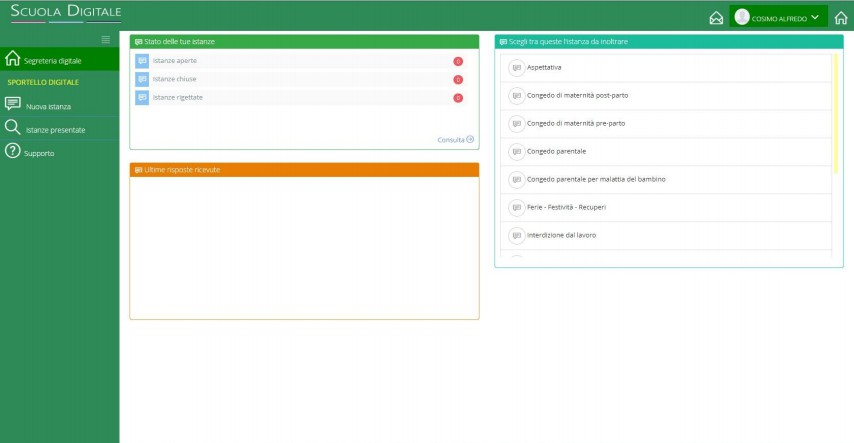 SCUOLA DIGITALE
COSIMO ALFREDO
Segreteria digitale
SPORTELLO DIGITALE
Nuova istanza
Istanze presentate
Supporto
Stato delle tue istanze
Istanze aperte 0
Istanze chiuse 0
Istanze rigettate 0
Consulta
Ultime risposte ricevute
Scegli tra queste l'istanza da inoltrare
Aspettativa
Congedo di maternità post-parto
Congedo di maternità pre-parto
Congedo parentale
Congedo parentale per malattia del bambino
Ferie - Festività - Recuperi
Interdizione dal lavoro